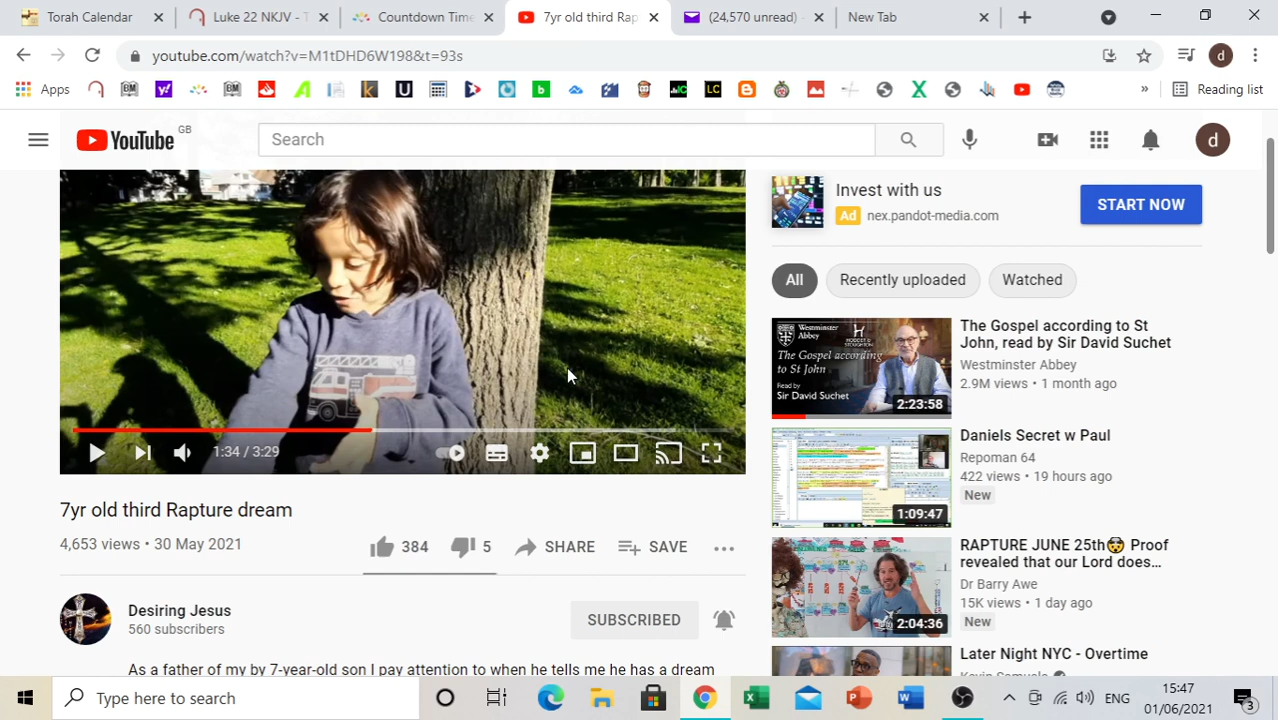 Torah Calendar
Luke 22 NKJV - T
Countdown Time
7yr old third Rap
(24,570 unread) -
New Tab
youtube.com/watch?v=M1tDHD6W198&t=93s
d
Apps
Reading list
YouTube GB
Search
d
Invest with us
Ad nex.pandot-media.com
START NOW
All
Recently uploaded
Watched
Westminster Abbey
The Gospel according to St John
Read by
Sir David Suchet
2:23:58
The Gospel according to St
John, read by Sir David Suchet
Westminster Abbey
2.9M views • 1 month ago
:34 / 3:29
Daniels Secret w Paul
Repoman 64
422 views • 19 hours ago
New
1:09:47
7yr old third Rapture dream
4,653 views • 30 May 2021
384
5
SHARE
SAVE
RAPTURE JUNE 25th😲 Proof
revealed that our Lord does...
Dr Barry Awe
15K views • 1 day ago
New
2:04:36
Desiring Jesus
560 subscribers
SUBSCRIBED
As a father of my by 7-year-old son I pay attention to when he tells me he has a dream
Later Night NYC - Overtime
Kevin Samuels
Type here to search
ENG
15:47
01/06/2021
3